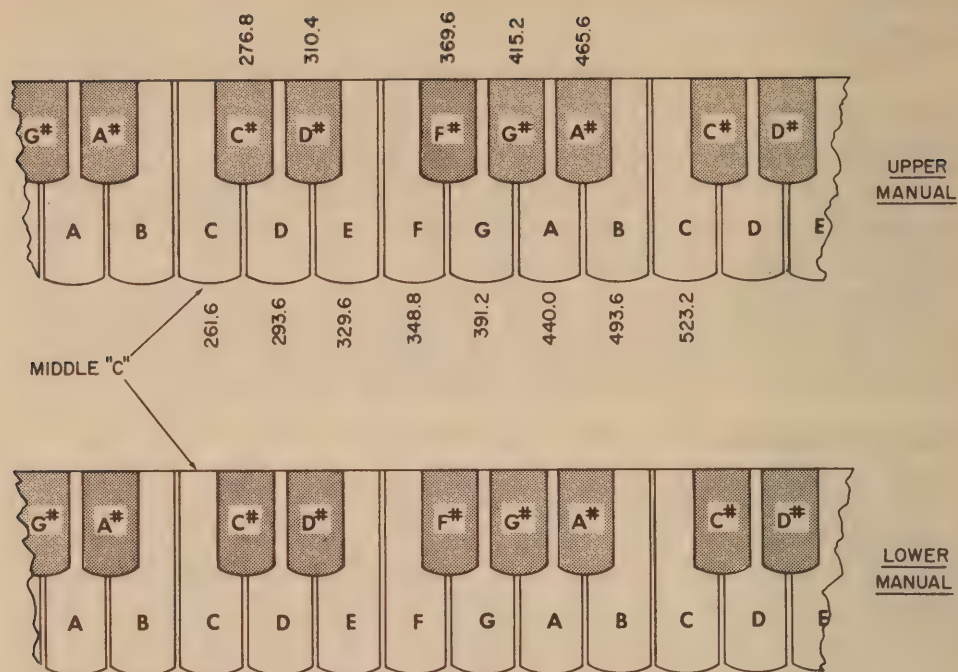 276.8 310.4 369.6 415.2 465.6
G# A# C# D# F# G# A# C# D#
UPPER
MANUAL
A B C D E F G A B C D E
261.6 293.6 329.6 348.8 391.2 440.0 493.6 523.2
MIDDLE "C"
G# A# C# D# F# G# A# C# D#
LOWER
MANUAL
A B C D E F G A B C D E